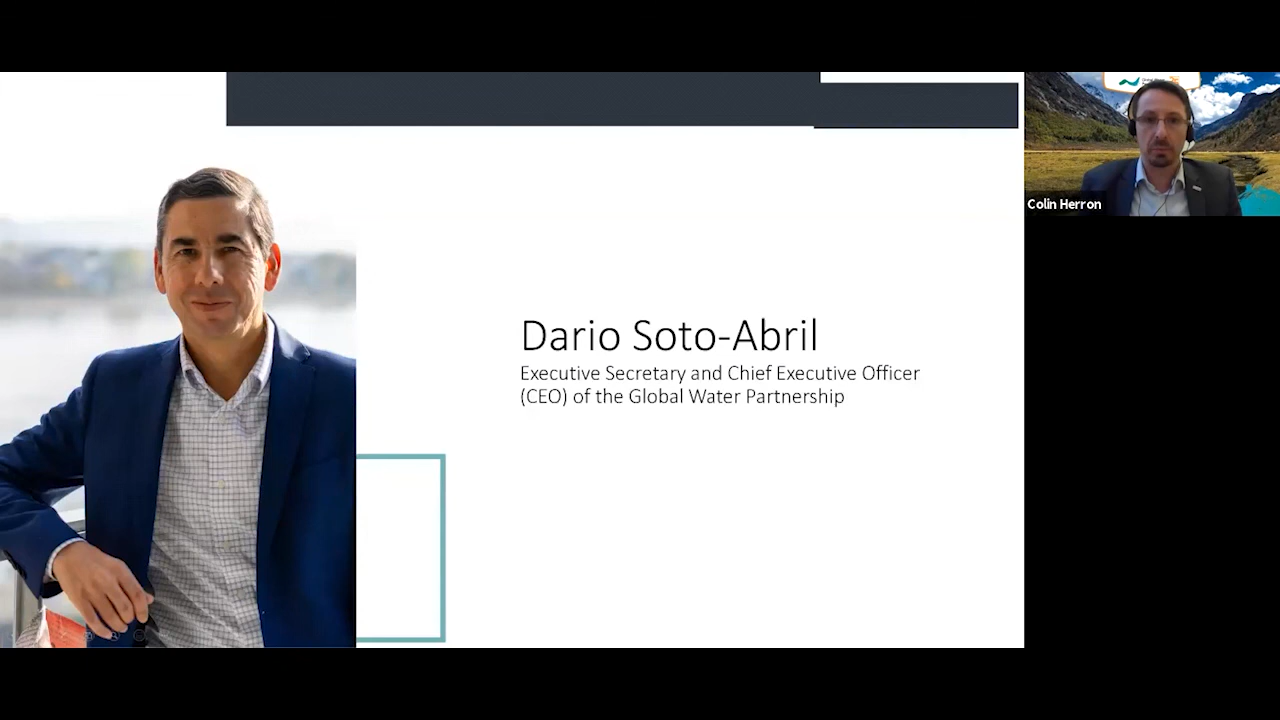 Dario Soto-Abril
Executive Secretary and Chief Executive Officer
(CEO) of the Global Water Partnership
Colin Herron